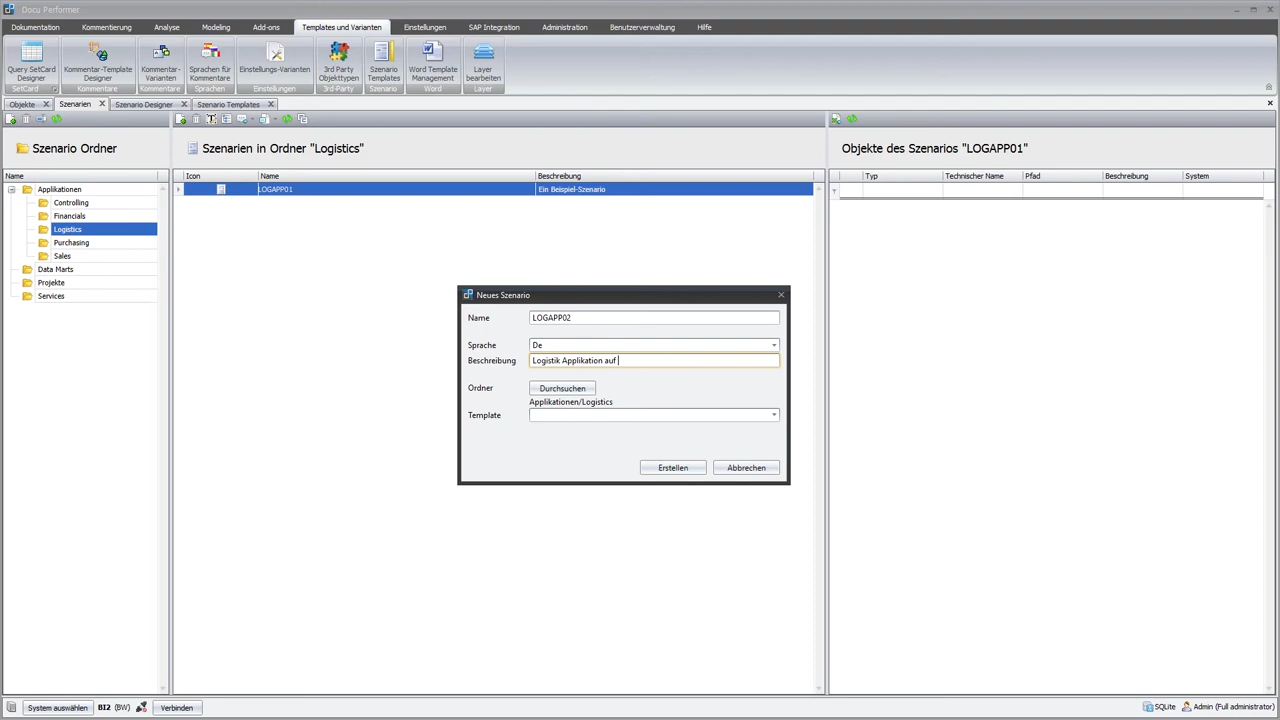 Docu Performer
Dokumentation Kommentierung Analyse Modeling Add-ons Templates und Varianten Einstellungen SAP Integration Administration Benutzerverwaltung Hilfe
Query SetCard Designer
Kommentar-Template Designer
Kommentar-Varianten
Sprachen für Kommentare
Einstellungs-Varianten
3rd Party Objekttypen
Szenario Templates
Word Template Management
Layer bearbeiten
SetCard Kommentare Kommentare Sprachen Einstellungen 3rd-Party Szenario Word Layer
Objekte Szenarien Szenario Designer Szenario Templates
Szenario Ordner
Name
Applikationen
Controlling
Financials
Logistics
Purchasing
Sales
Data Marts
Projekte
Services
Szenarien in Ordner "Logistics"
Icon Name Beschreibung
LOGAPP01 Ein Beispiel-Szenario
Objekte des Szenarios "LOGAPP01"
Typ Technischer Name Pfad Beschreibung System
Neues Szenario
Name LOGAPP02
Sprache De
Beschreibung Logistik Applikation auf
Ordner Durchsuchen
Applikationen/Logistics
Template
Erstellen Abbrechen
System auswählen BI2 (BW) Verbinden SQLite Admin (Full administrator)